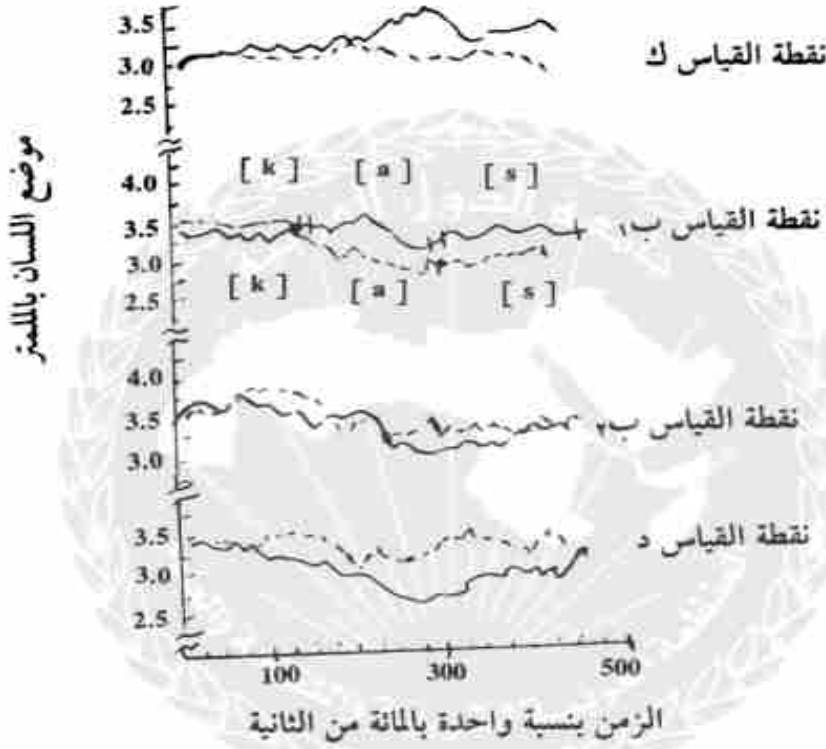 3.5
3.0
2.5
نقطة القياس ك
موضع اللسان بالملمتر
[ k ] [ a ] [ s ]
4.0
3.5
3.0
2.5
نقطة القياس ب١
[ k ] [ a ] [ s ]
4.0
3.5
3.0
نقطة القياس ب٢
3.5
3.0
2.5
نقطة القياس د
100 300 500
الزمن بنسبة واحدة بالمائة من الثانية